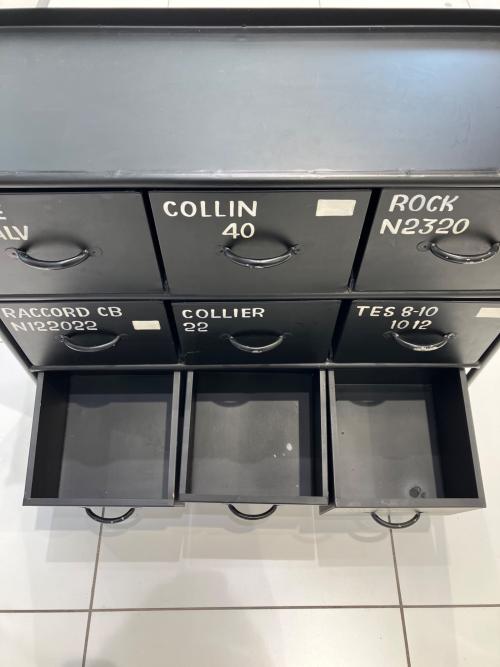 COLLIN
40
ROCK
N2320
RACCORD CB
N122022
COLLIER
22
TES 8-10
10 12